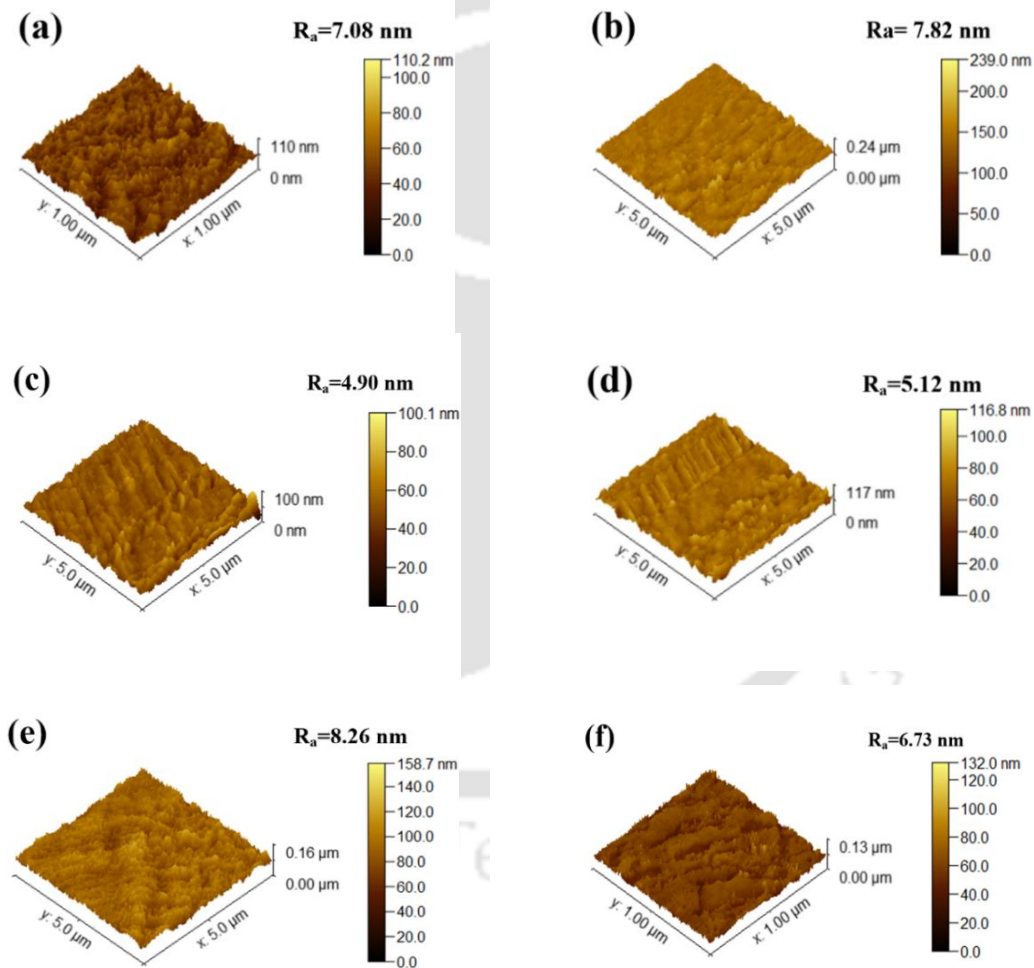 (a)
Rₐ=7.08 nm
110.2 nm
100.0
80.0
60.0
40.0
20.0
0.0
110 nm
0 nm
y: 1.00 µm
x: 1.00 µm
(b)
Ra= 7.82 nm
239.0 nm
200.0
150.0
100.0
50.0
0.0
0.24 µm
0.00 µm
y: 5.0 µm
x: 5.0 µm
(c)
Rₐ=4.90 nm
100.1 nm
80.0
60.0
40.0
20.0
0.0
100 nm
0 nm
y: 5.0 µm
x: 5.0 µm
(d)
Rₐ=5.12 nm
116.8 nm
100.0
80.0
60.0
40.0
20.0
0.0
117 nm
0 nm
y: 5.0 µm
x: 5.0 µm
(e)
Rₐ=8.26 nm
158.7 nm
140.0
120.0
100.0
80.0
60.0
40.0
20.0
0.0
0.16 µm
0.00 µm
y: 5.0 µm
x: 5.0 µm
(f)
Rₐ=6.73 nm
132.0 nm
120.0
100.0
80.0
60.0
40.0
20.0
0.0
0.13 µm
0.00 µm
y: 1.00 µm
x: 1.00 µm